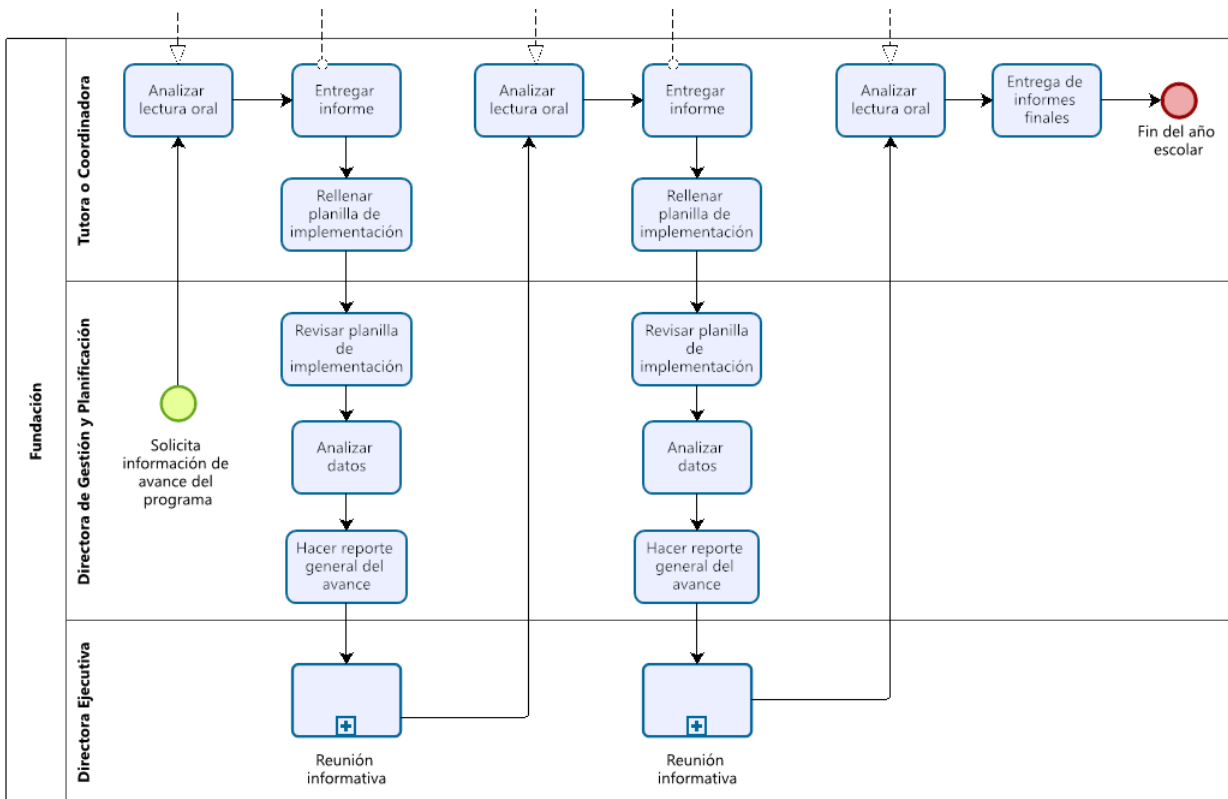 Fundación
Tutora o Coordinadora
Analizar
lectura oral
Entregar
informe
Analizar
lectura oral
Entregar
informe
Analizar
lectura oral
Entrega de
informes
finales
Fin del año
escolar
Rellenar
planilla de
implementación
Rellenar
planilla de
implementación
Directora de Gestión y Planificación
Solicita
información de
avance del
programa
Revisar planilla
de
implementación
Revisar planilla
de
implementación
Analizar
datos
Analizar
datos
Hacer reporte
general del
avance
Hacer reporte
general del
avance
Directora Ejecutiva
Reunión
informativa
Reunión
informativa